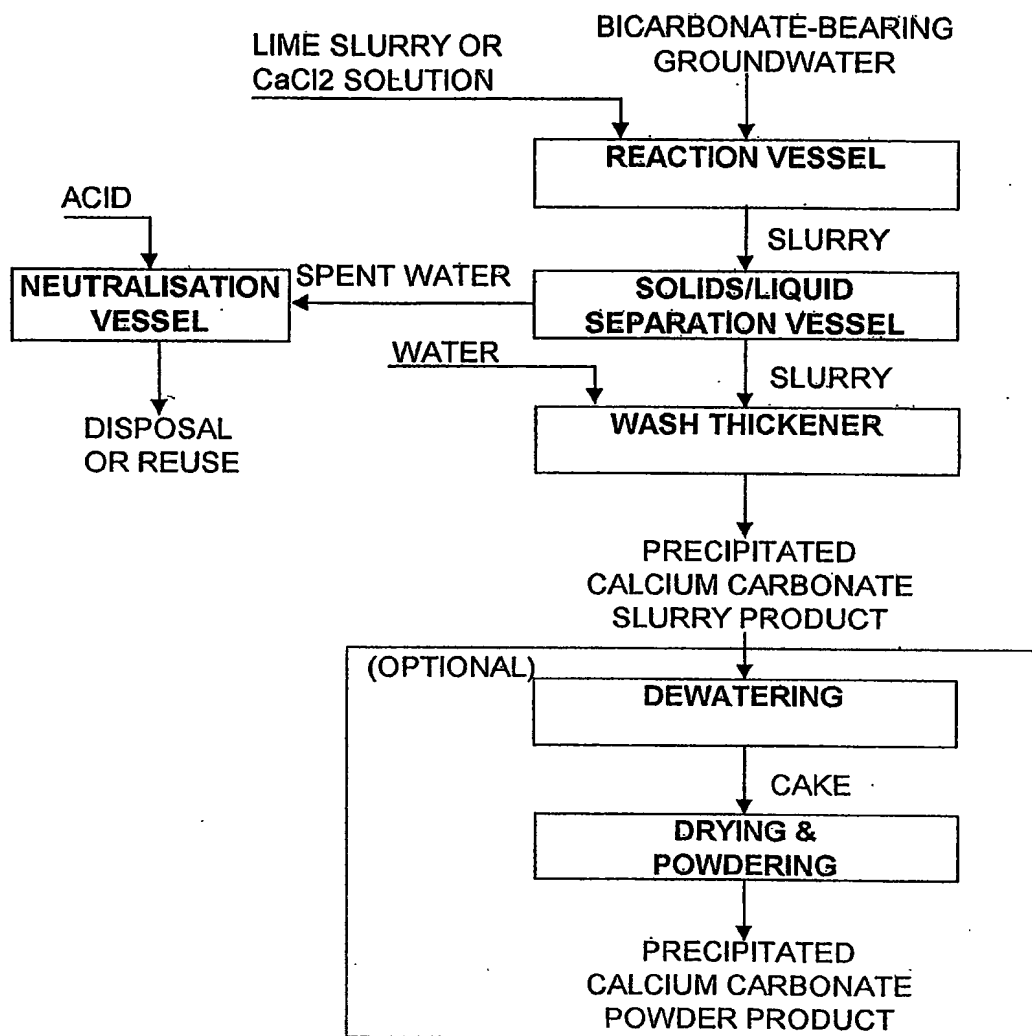 LIME SLURRY OR
CaCl2 SOLUTION
BICARBONATE-BEARING
GROUNDWATER
REACTION VESSEL
ACID
SLURRY
NEUTRALISATION
VESSEL
SPENT WATER
SOLIDS/LIQUID
SEPARATION VESSEL
WATER
SLURRY
DISPOSAL
OR REUSE
WASH THICKENER
PRECIPITATED
CALCIUM CARBONATE
SLURRY PRODUCT
(OPTIONAL)
DEWATERING
CAKE
DRYING &
POWDERING
PRECIPITATED
CALCIUM CARBONATE
POWDER PRODUCT